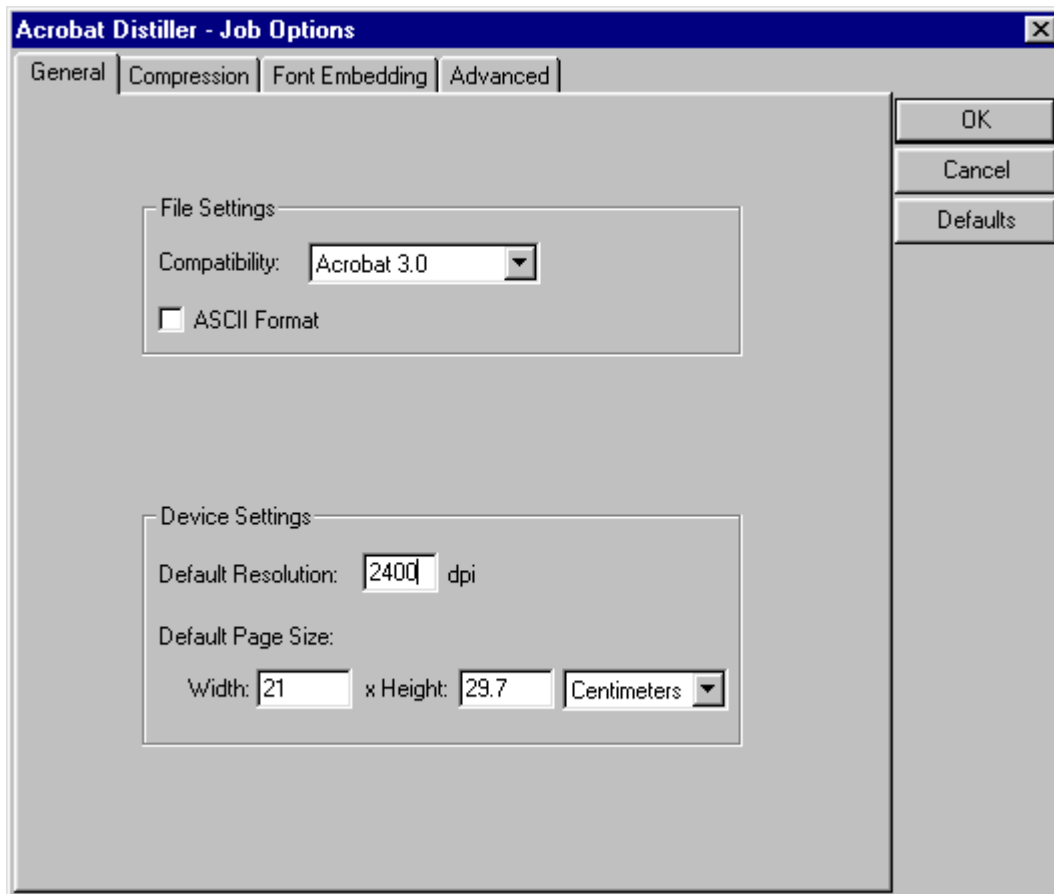 Acrobat Distiller - Job Options
General Compression Font Embedding Advanced
OK
Cancel
Defaults
File Settings
Compatibility: Acrobat 3.0
ASCII Format
Device Settings
Default Resolution: 2400 dpi
Default Page Size:
Width: 21 x Height: 29.7 Centimeters